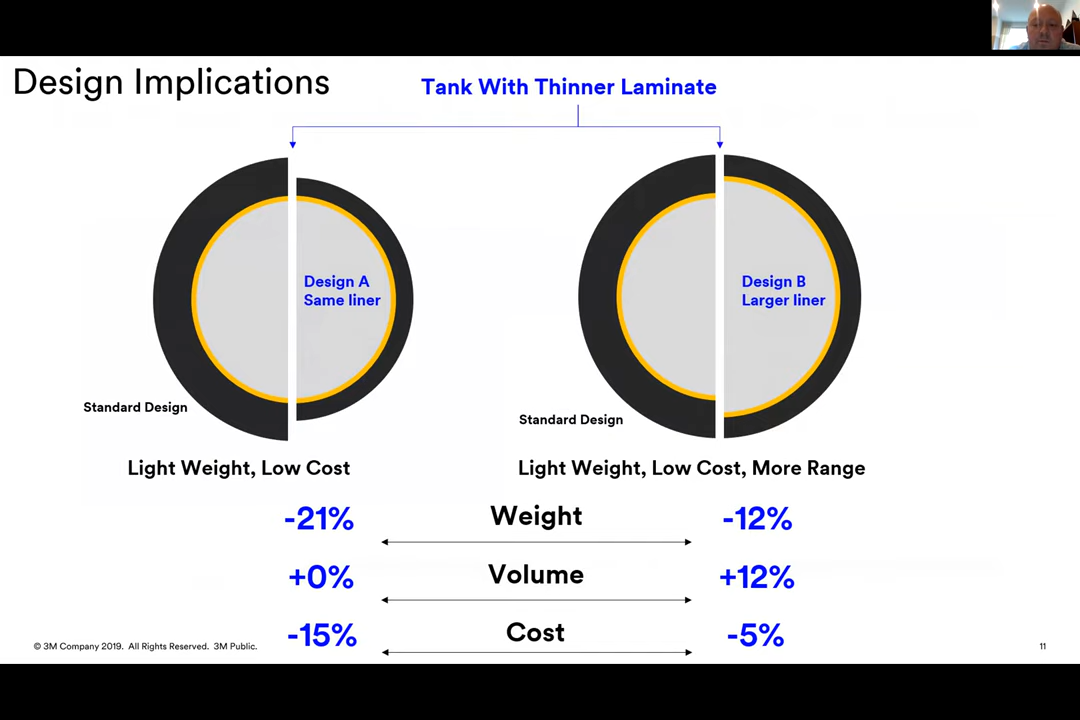 Design Implications
Tank With Thinner Laminate
Design A
Same liner
Design B
Larger liner
Standard Design
Standard Design
Light Weight, Low Cost
Light Weight, Low Cost, More Range
-21% Weight -12%
+0% Volume +12%
-15% Cost -5%
© 3M Company 2019. All Rights Reserved. 3M Public.
11